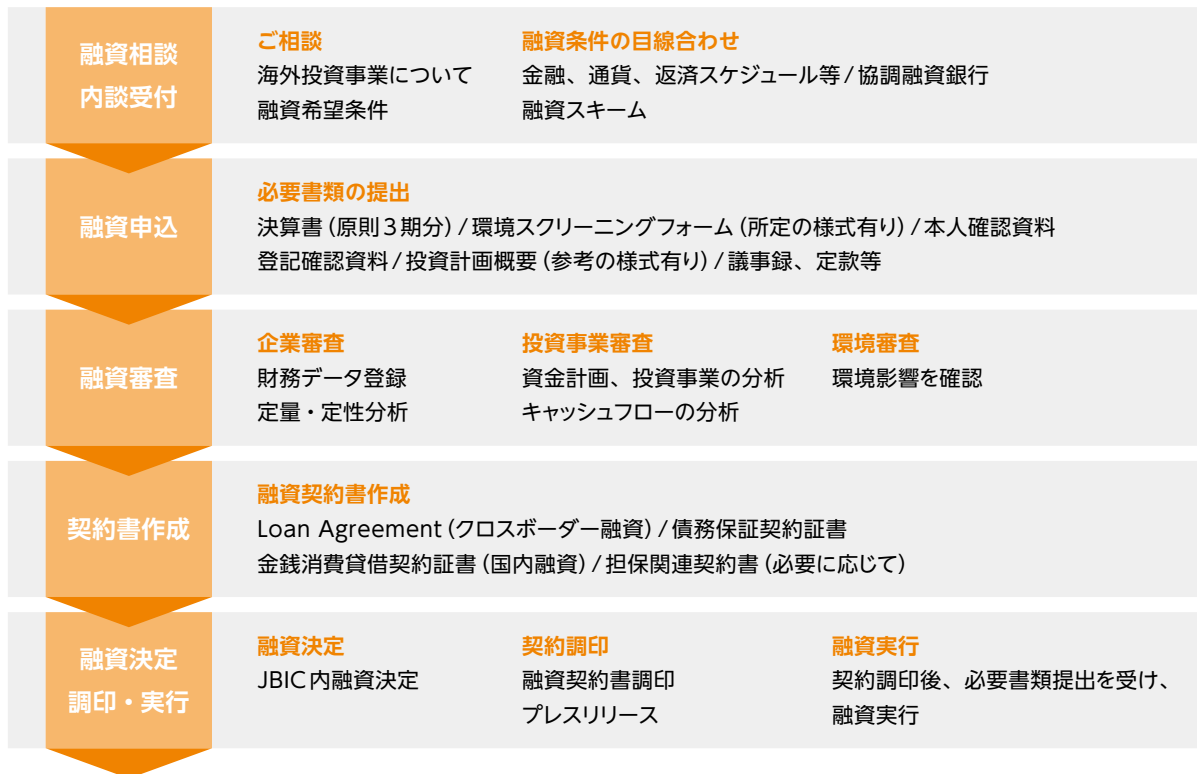 融資相談
内談受付
ご相談
海外投資事業について
融資希望条件
融資条件の目線合わせ
金融、通貨、返済スケジュール等/協調融資銀行
融資スキーム
融資申込
必要書類の提出
決算書(原則3期分)/環境スクリーニングフォーム(所定の様式有り)/本人確認資料
登記確認資料/投資計画概要(参考の様式有り)/議事録、定款等
融資審査
企業審査
財務データ登録
定量・定性分析
投資事業審査
資金計画、投資事業の分析
キャッシュフローの分析
環境審査
環境影響を確認
契約書作成
融資契約書作成
Loan Agreement(クロスボーダー融資)/債務保証契約証書
金銭消費貸借契約証書(国内融資)/担保関連契約書(必要に応じて)
融資決定
調印・実行
融資決定
JBIC内融資決定
契約調印
融資契約書調印
プレスリリース
融資実行
契約調印後、必要書類提出を受け、
融資実行